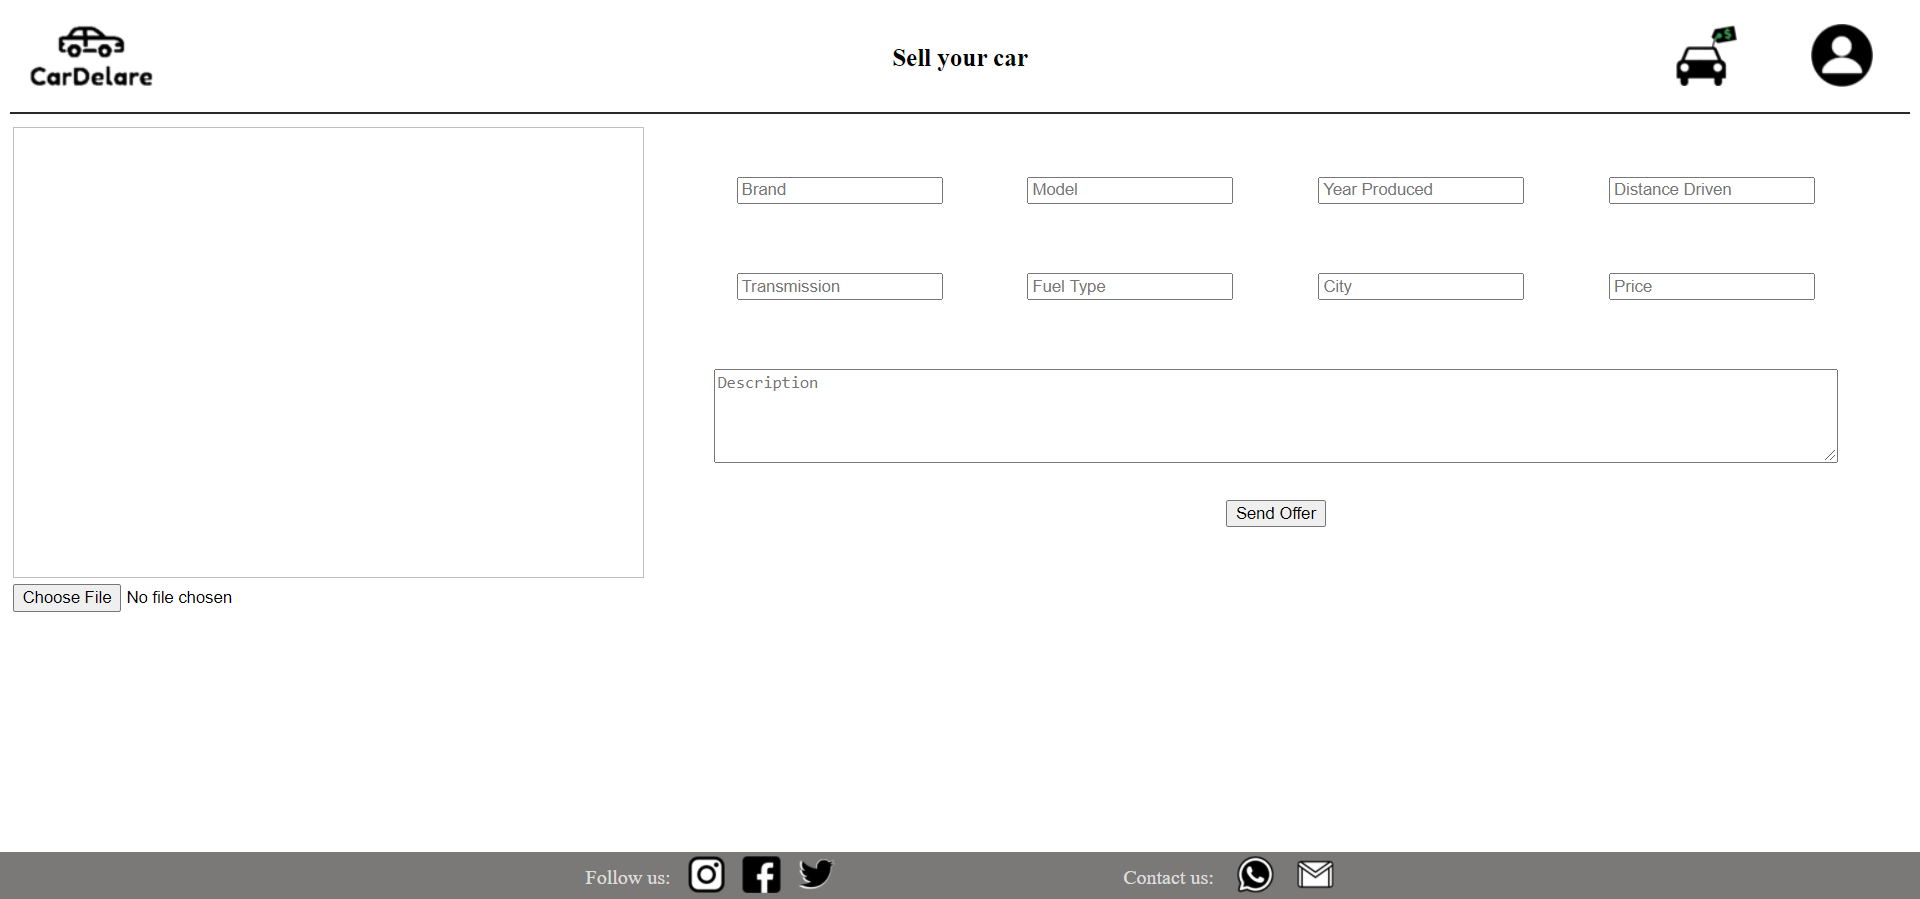 CarDelare
Sell your car
$
Brand Model Year Produced Distance Driven
Transmission Fuel Type City Price
Description
Send Offer
Choose File No file chosen
Follow us: Contact us: